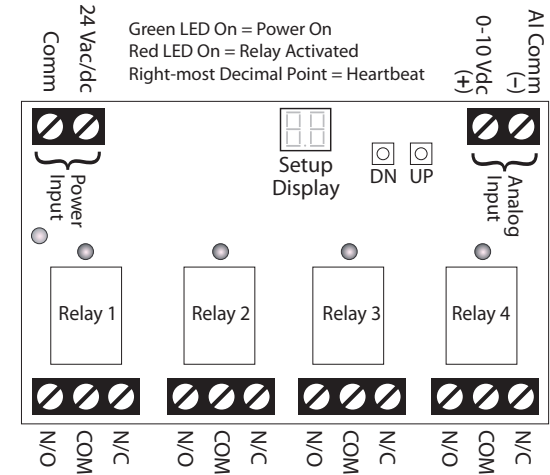 Comm
24 Vac/dc
Green LED On = Power On
Red LED On = Relay Activated
Right-most Decimal Point = Heartbeat
0-10 Vdc
(+)
AI Comm
(−)
Power
Input
Setup
Display
DN UP
Analog
Input
Relay 1
Relay 2
Relay 3
Relay 4
N/O COM N/C
N/O COM N/C
N/O COM N/C
N/O COM N/C